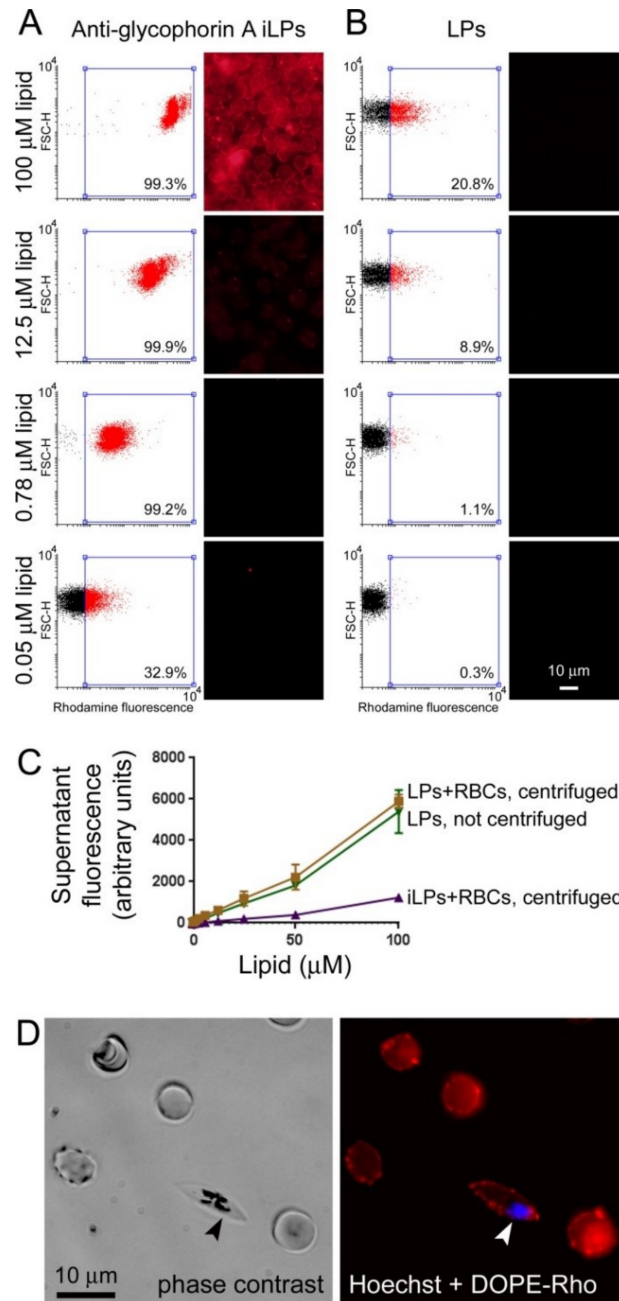 A Anti-glycophorin A iLPs B LPs
100 µM lipid
10⁴
FSC-H
99.3%
10⁴
FSC-H
20.8%
12.5 µM lipid
10⁴
FSC-H
99.9%
10⁴
FSC-H
8.9%
0.78 µM lipid
10⁴
FSC-H
99.2%
10⁴
FSC-H
1.1%
0.05 µM lipid
10⁴
FSC-H
32.9%
10⁴
FSC-H
0.3%
10 µm
Rhodamine fluorescence 10⁴
Rhodamine fluorescence 10⁴
C
Supernatant
fluorescence
(arbitrary units)
8000
6000
4000
2000
0
0 50 100
Lipid (µM)
LPs+RBCs, centrifuged
LPs, not centrifuged
iLPs+RBCs, centrifuged
D
10 µm phase contrast
Hoechst + DOPE-Rho